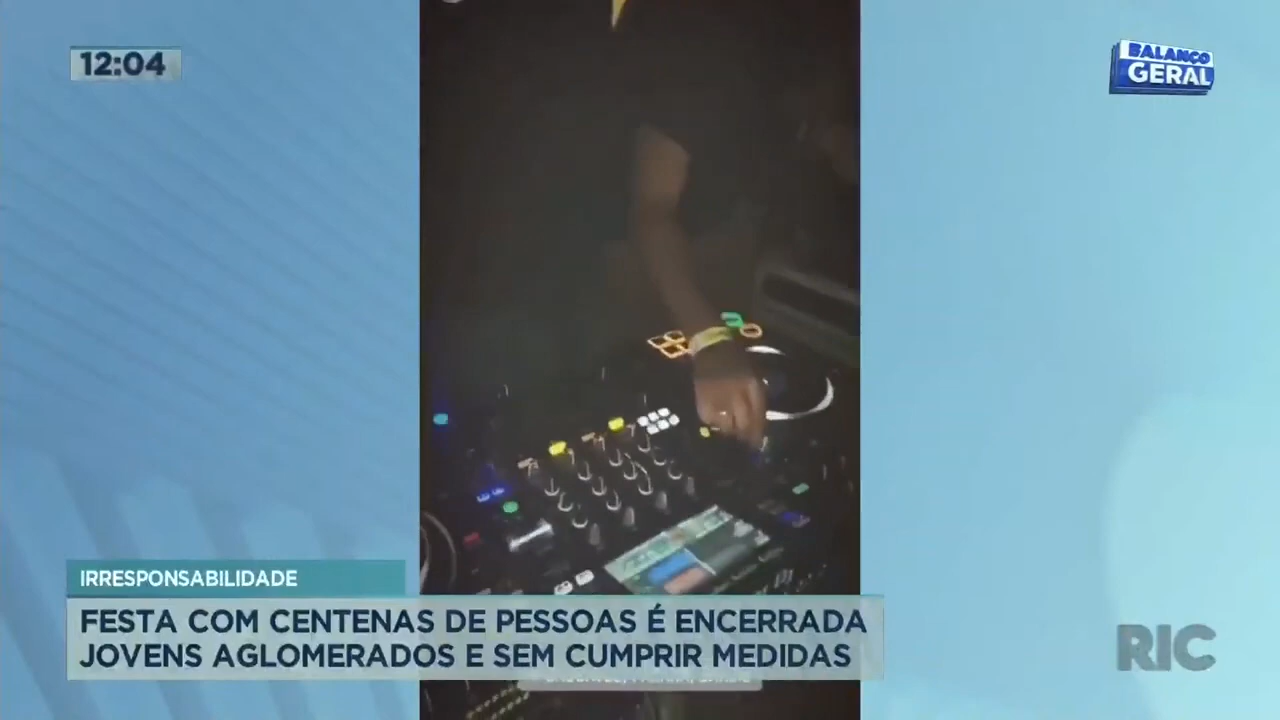 12:04
BALANÇO
GERAL
IRRESPONSABILIDADE
FESTA COM CENTENAS DE PESSOAS É ENCERRADA
JOVENS AGLOMERADOS E SEM CUMPRIR MEDIDAS
RIC